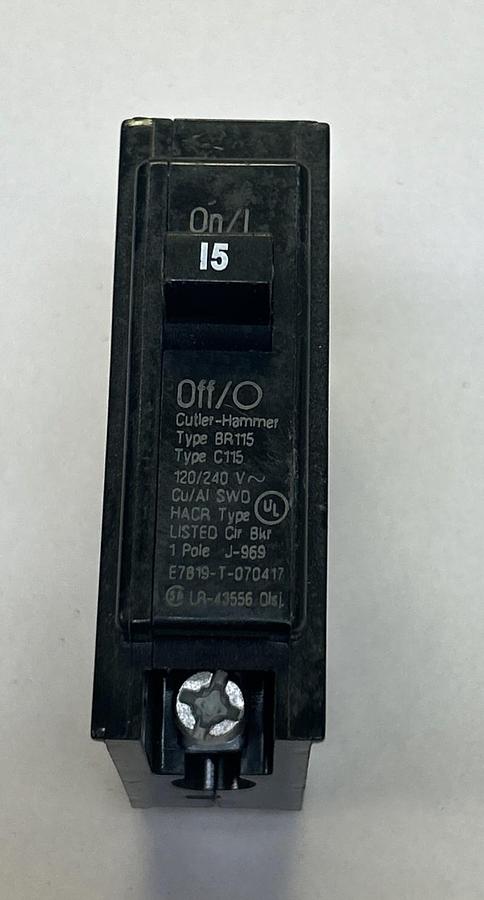 On/I
15
Off/O
Cutler-Hammer
Type BR115
Type C115
120/240 V~
Cu/Al SWD
HACR Type UL
LISTED Cir Bkr
1 Pole J-969
E7819-T-070417
LR-43556